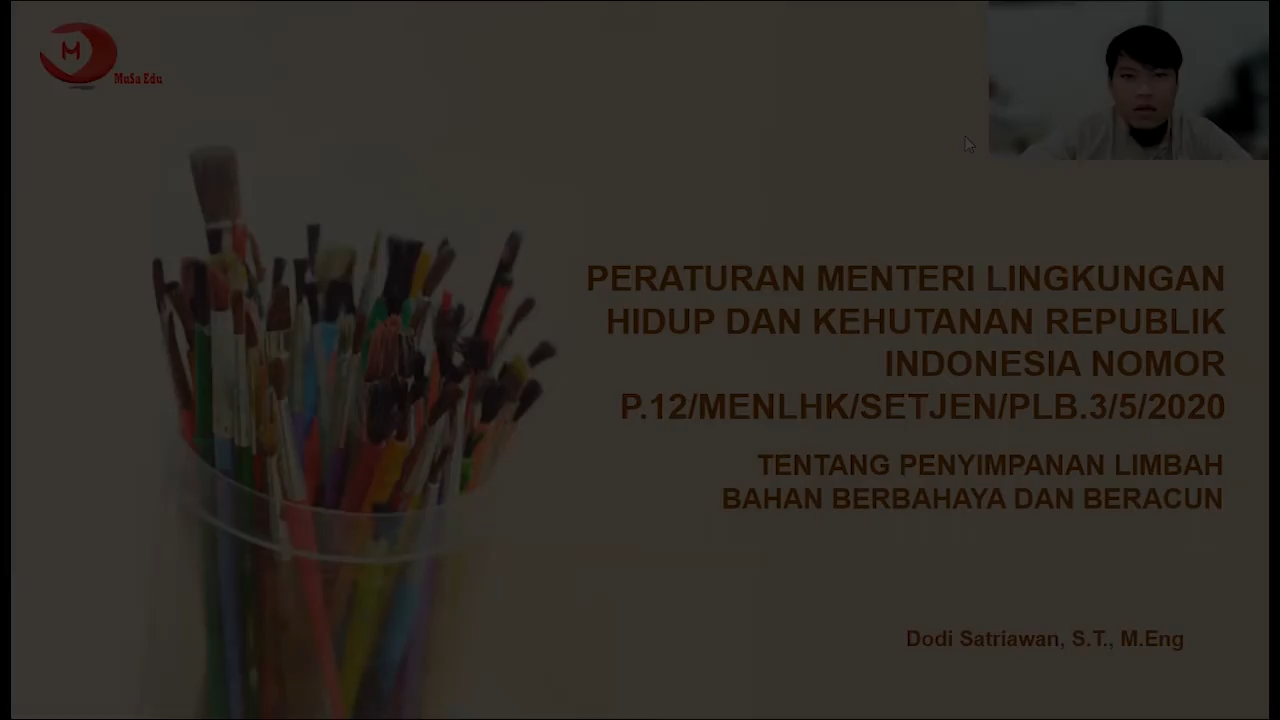 M
MuSa Edu
PERATURAN MENTERI LINGKUNGAN
HIDUP DAN KEHUTANAN REPUBLIK
INDONESIA NOMOR
P.12/MENLHK/SETJEN/PLB.3/5/2020
TENTANG PENYIMPANAN LIMBAH
BAHAN BERBAHAYA DAN BERACUN
Dodi Satriawan, S.T., M.Eng